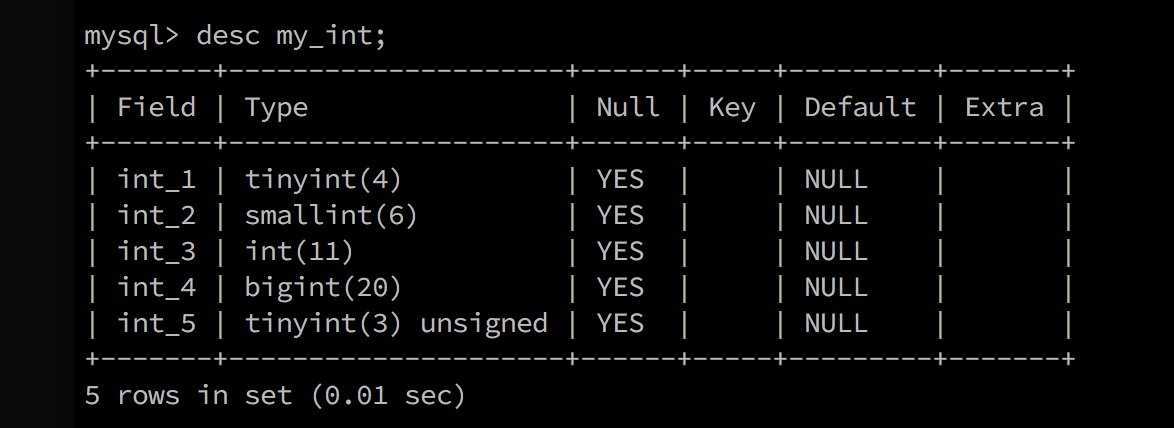 mysql> desc my_int;
+-------+---------------------+------+-----+---------+-------+
| Field | Type                | Null | Key | Default | Extra |
+-------+---------------------+------+-----+---------+-------+
| int_1 | tinyint(4)          | YES  |     | NULL    |       |
| int_2 | smallint(6)         | YES  |     | NULL    |       |
| int_3 | int(11)             | YES  |     | NULL    |       |
| int_4 | bigint(20)          | YES  |     | NULL    |       |
| int_5 | tinyint(3) unsigned | YES  |     | NULL    |       |
+-------+---------------------+------+-----+---------+-------+
5 rows in set (0.01 sec)